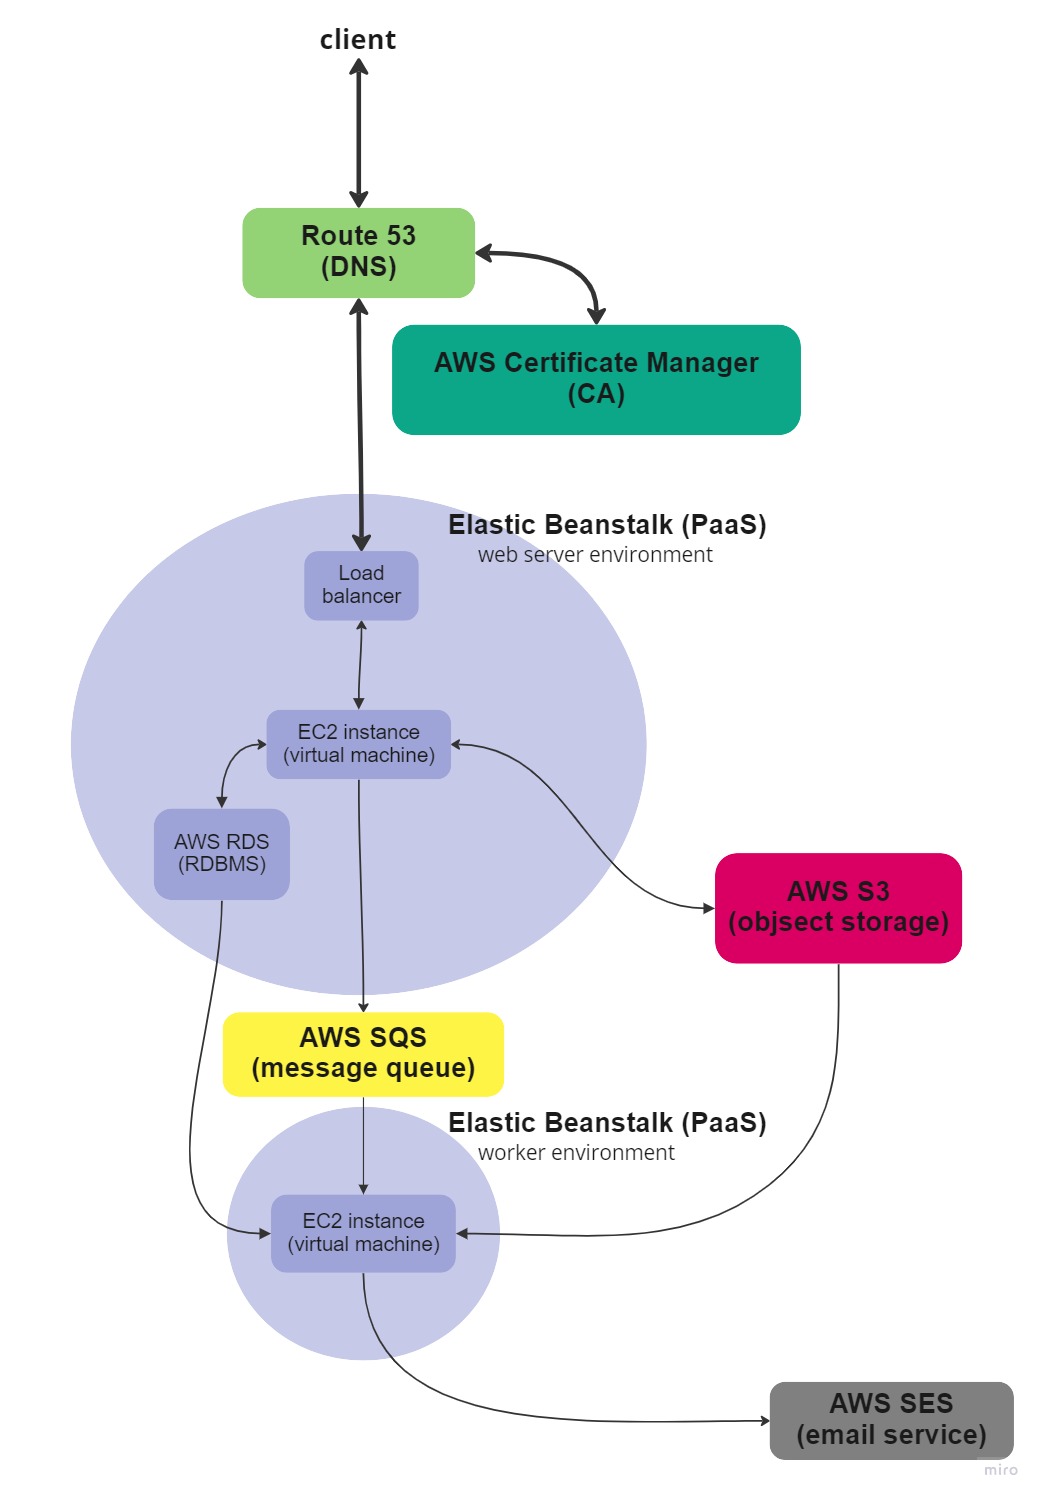 client
Route 53
(DNS)
AWS Certificate Manager
(CA)
Elastic Beanstalk (PaaS)
web server environment
Load
balancer
EC2 instance
(virtual machine)
AWS RDS
(RDBMS)
AWS S3
(objsect storage)
AWS SQS
(message queue)
Elastic Beanstalk (PaaS)
worker environment
EC2 instance
(virtual machine)
AWS SES
(email service)
miro